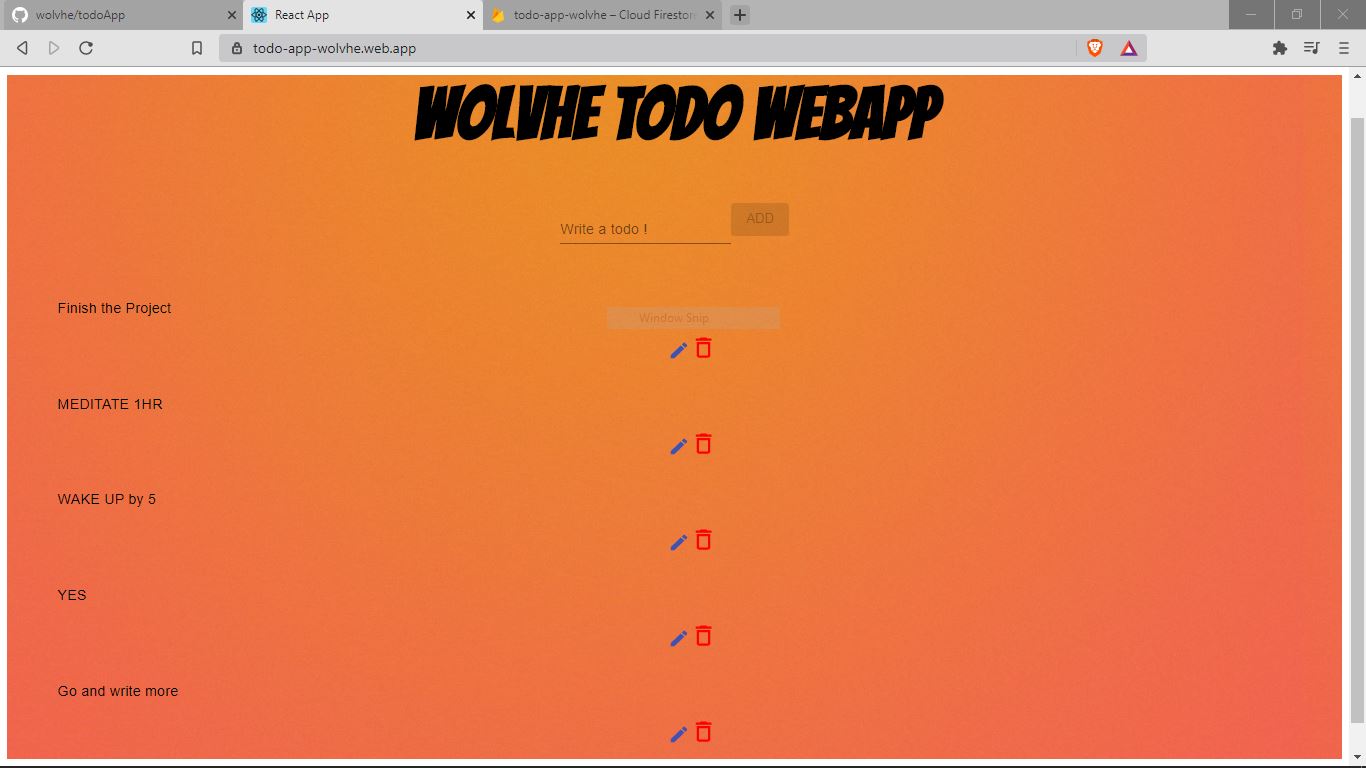 wolvhe/todoApp
React App
todo-app-wolvhe – Cloud Firestore
todo-app-wolvhe.web.app
WOLVHE TODO WEBAPP
ADD
Write a todo !
Finish the Project
Window Snip
MEDITATE 1HR
WAKE UP by 5
YES
Go and write more